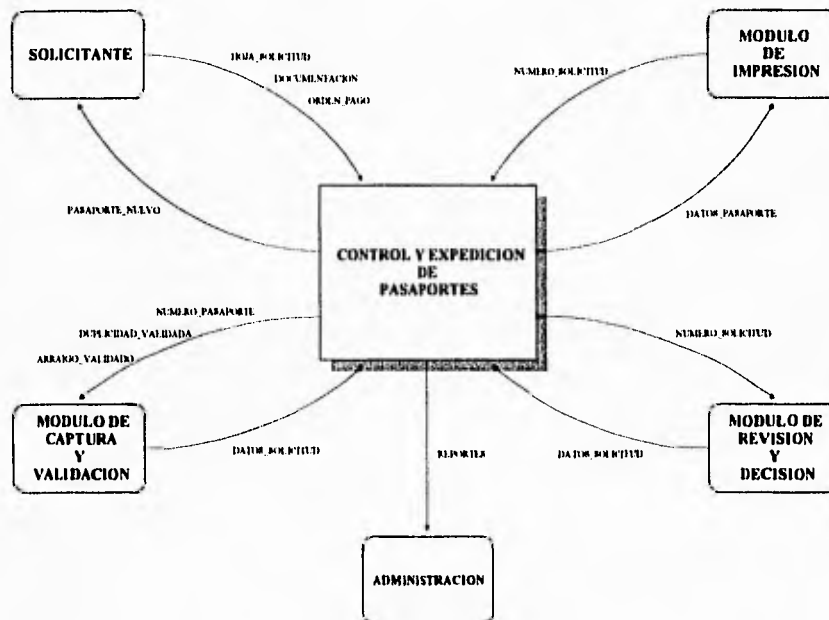 SOLICITANTE
HOJA_SOLICITUD
DOCUMENTACION
ORDEN_PAGO
NUMERO_SOLICITUD
MODULO
DE
IMPRESION
PASAPORTE_NUEVO
CONTROL Y EXPEDICION
DE
PASAPORTES
DATOS_PASAPORTE
NUMERO_PASAPORTE
DUPLICIDAD_VALIDADA
ARRAIGO_VALIDADO
NUMERO_SOLICITUD
MODULO DE
CAPTURA
Y
VALIDACION
DATOS_SOLICITUD
REPORTES
DATOS_SOLICITUD
MODULO DE
REVISION
Y
DECISION
ADMINISTRACION